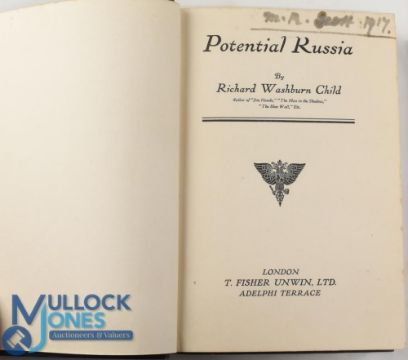 M. R. Scott. 1917.
Potential Russia
By
Richard Washburn Child
Author of "Jim Hands," "The Man in the Shadow,"
"The Blue Wall," Etc.
LONDON
T. FISHER UNWIN, LTD.
ADELPHI TERRACE
MULLOCK
JONES
Auctioneers & Valuers